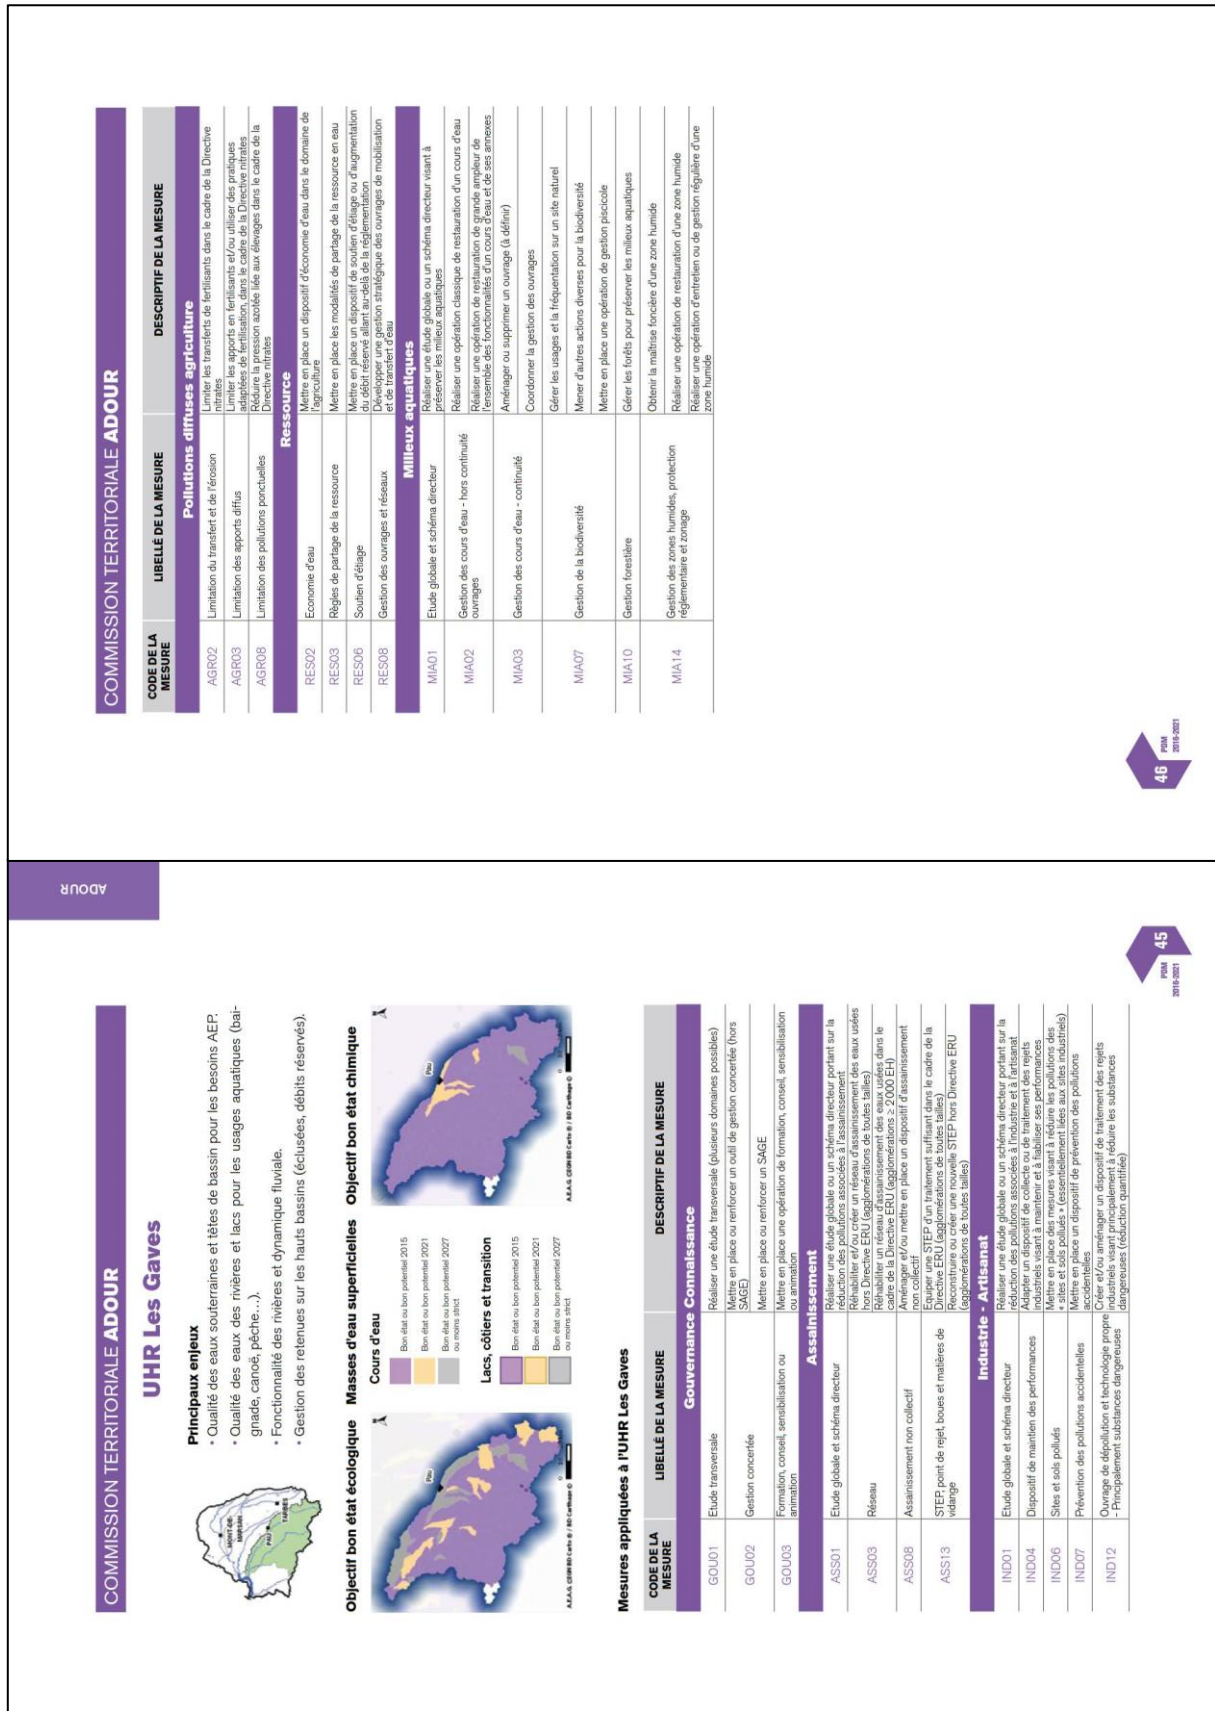 COMMISSION TERRITORIALE ADOUR
ADOUR
UHR Les Gaves
MONT-DE-
MARSAN
PAU
TARBES
Principaux enjeux
• Qualité des eaux souterraines et têtes de bassin pour les besoins AEP.
• Qualité des eaux des rivières et lacs pour les usages aquatiques (bai-
gnade, canoë, pêche...).
• Fonctionnalité des rivières et dynamique fluviale.
• Gestion des retenues sur les hauts bassins (éclusées, débits réservés).
Objectif bon état écologique
Pau
A.E.A.G. ©IGN BD Carto ® / BD Carthage ©
Masses d'eau superficielles
Cours d'eau
Bon état ou bon potentiel 2015
Bon état ou bon potentiel 2021
Bon état ou bon potentiel 2027
ou moins strict
Lacs, côtiers et transition
Bon état ou bon potentiel 2015
Bon état ou bon potentiel 2021
Bon état ou bon potentiel 2027
ou moins strict
Objectif bon état chimique
Pau
A.E.A.G. ©IGN BD Carto ® / BD Carthage ©
Mesures appliquées à l'UHR Les Gaves
CODE DE LA
MESURE
LIBELLÉ DE LA MESURE
DESCRIPTIF DE LA MESURE
Gouvernance Connaissance
GOU01
Etude transversale
Réaliser une étude transversale (plusieurs domaines possibles)
GOU02
Gestion concertée
Mettre en place ou renforcer un outil de gestion concertée (hors
SAGE)
Mettre en place ou renforcer un SAGE
GOU03
Formation, conseil, sensibilisation ou
animation
Mettre en place une opération de formation, conseil, sensibilisation
ou animation
Assainissement
ASS01
Etude globale et schéma directeur
Réaliser une étude globale ou un schéma directeur portant sur la
réduction des pollutions associées à l'assainissement
ASS03
Réseau
Réhabiliter et/ou créer un réseau d'assainissement des eaux usées
hors Directive ERU (agglomérations de toutes tailles)
Réhabiliter un réseau d'assainissement des eaux usées dans le
cadre de la Directive ERU (agglomérations ≥ 2000 EH)
ASS08
Assainissement non collectif
Aménager et/ou mettre en place un dispositif d'assainissement
non collectif
ASS13
STEP, point de rejet, boues et matières de
vidange
Equiper une STEP d'un traitement suffisant dans le cadre de la
Directive ERU (agglomérations de toutes tailles)
Reconstruire ou créer une nouvelle STEP hors Directive ERU
(agglomérations de toutes tailles)
Industrie - Artisanat
IND01
Etude globale et schéma directeur
Réaliser une étude globale ou un schéma directeur portant sur la
réduction des pollutions associées à l'industrie et à l'artisanat
IND04
Dispositif de maintien des performances
Adapter un dispositif de collecte ou de traitement des rejets
industriels visant à maintenir et à fiabiliser ses performances
IND06
Sites et sols pollués
Mettre en place des mesures visant à réduire les pollutions des
« sites et sols pollués » (essentiellement liées aux sites industriels)
IND07
Prévention des pollutions accidentelles
Mettre en place un dispositif de prévention des pollutions
accidentelles
IND12
Ouvrage de dépollution et technologie propre
- Principalement substances dangereuses
Créer et/ou aménager un dispositif de traitement des rejets
industriels visant principalement à réduire les substances
dangereuses (réduction quantifiée)
PDM
2016-2021
45
COMMISSION TERRITORIALE ADOUR
CODE DE LA
MESURE
LIBELLÉ DE LA MESURE
DESCRIPTIF DE LA MESURE
Pollutions diffuses agriculture
AGR02
Limitation du transfert et de l'érosion
Limiter les transferts de fertilisants dans le cadre de la Directive
nitrates
AGR03
Limitation des apports diffus
Limiter les apports en fertilisants et/ou utiliser des pratiques
adaptées de fertilisation, dans le cadre de la Directive nitrates
AGR08
Limitation des pollutions ponctuelles
Réduire la pression azotée liée aux élevages dans le cadre de la
Directive nitrates
Ressource
RES02
Economie d'eau
Mettre en place un dispositif d'économie d'eau dans le domaine de
l'agriculture
RES03
Règles de partage de la ressource
Mettre en place les modalités de partage de la ressource en eau
RES06
Soutien d'étiage
Mettre en place un dispositif de soutien d'étiage ou d'augmentation
du débit réservé allant au-delà de la réglementation
RES08
Gestion des ouvrages et réseaux
Développer une gestion stratégique des ouvrages de mobilisation
et de transfert d'eau
Milieux aquatiques
MIA01
Etude globale et schéma directeur
Réaliser une étude globale ou un schéma directeur visant à
préserver les milieux aquatiques
MIA02
Gestion des cours d'eau - hors continuité
ouvrages
Réaliser une opération classique de restauration d'un cours d'eau
Réaliser une opération de restauration de grande ampleur de
l'ensemble des fonctionnalités d'un cours d'eau et de ses annexes
MIA03
Gestion des cours d'eau - continuité
Aménager ou supprimer un ouvrage (à définir)
Coordonner la gestion des ouvrages
MIA07
Gestion de la biodiversité
Gérer les usages et la fréquentation sur un site naturel
Mener d'autres actions diverses pour la biodiversité
Mettre en place une opération de gestion piscicole
MIA10
Gestion forestière
Gérer les forêts pour préserver les milieux aquatiques
MIA14
Gestion des zones humides, protection
réglementaire et zonage
Obtenir la maîtrise foncière d'une zone humide
Réaliser une opération de restauration d'une zone humide
Réaliser une opération d'entretien ou de gestion régulière d'une
zone humide
46
PDM
2016-2021